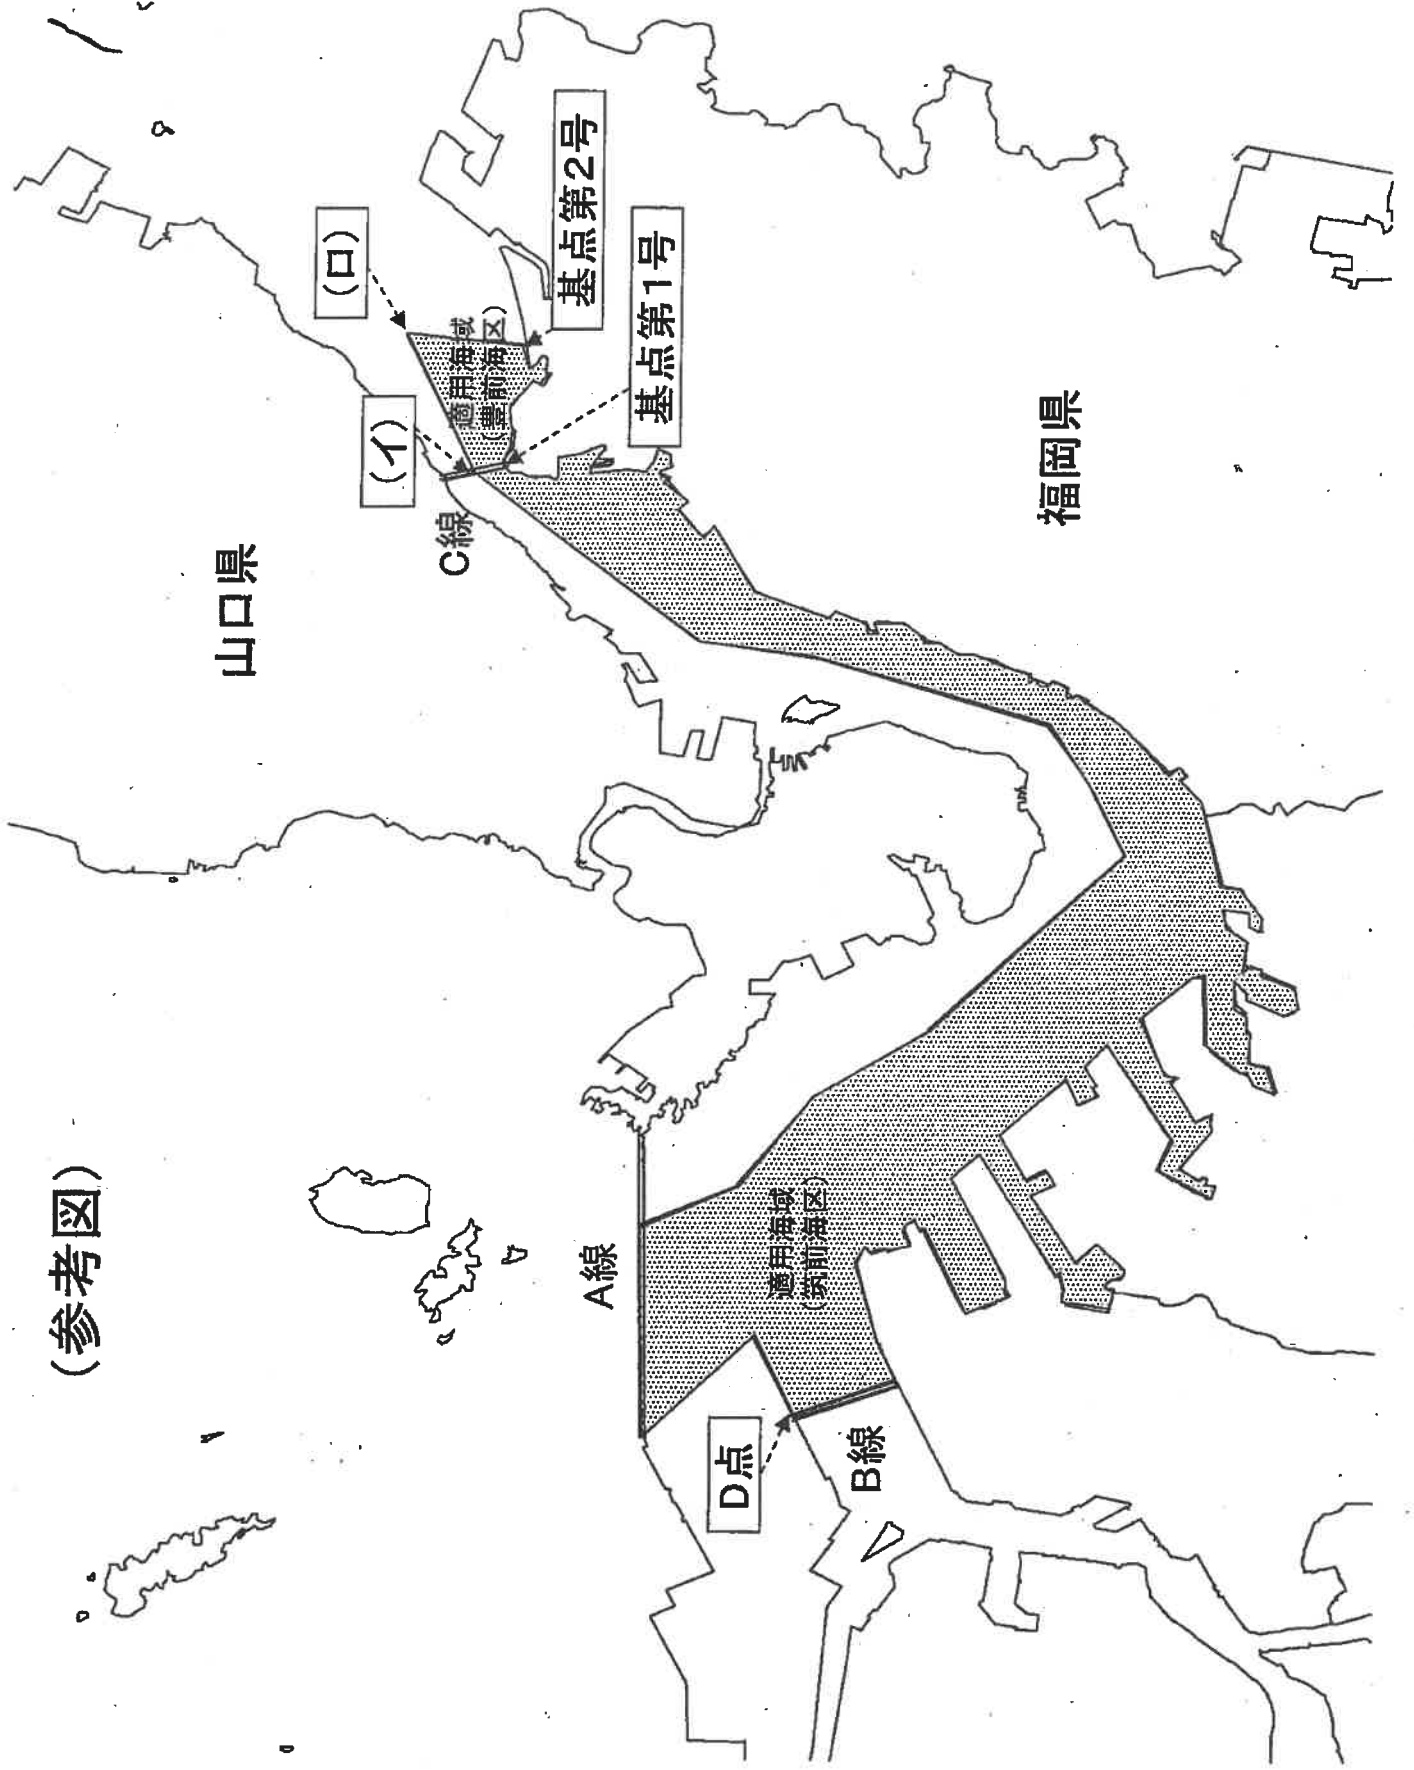 (参考図)
山口県
(ロ)
(イ)
C線
適用海域
(豊前海区)
基点第2号
基点第1号
A線
適用海域
(筑前海区)
D点
B線
福岡県